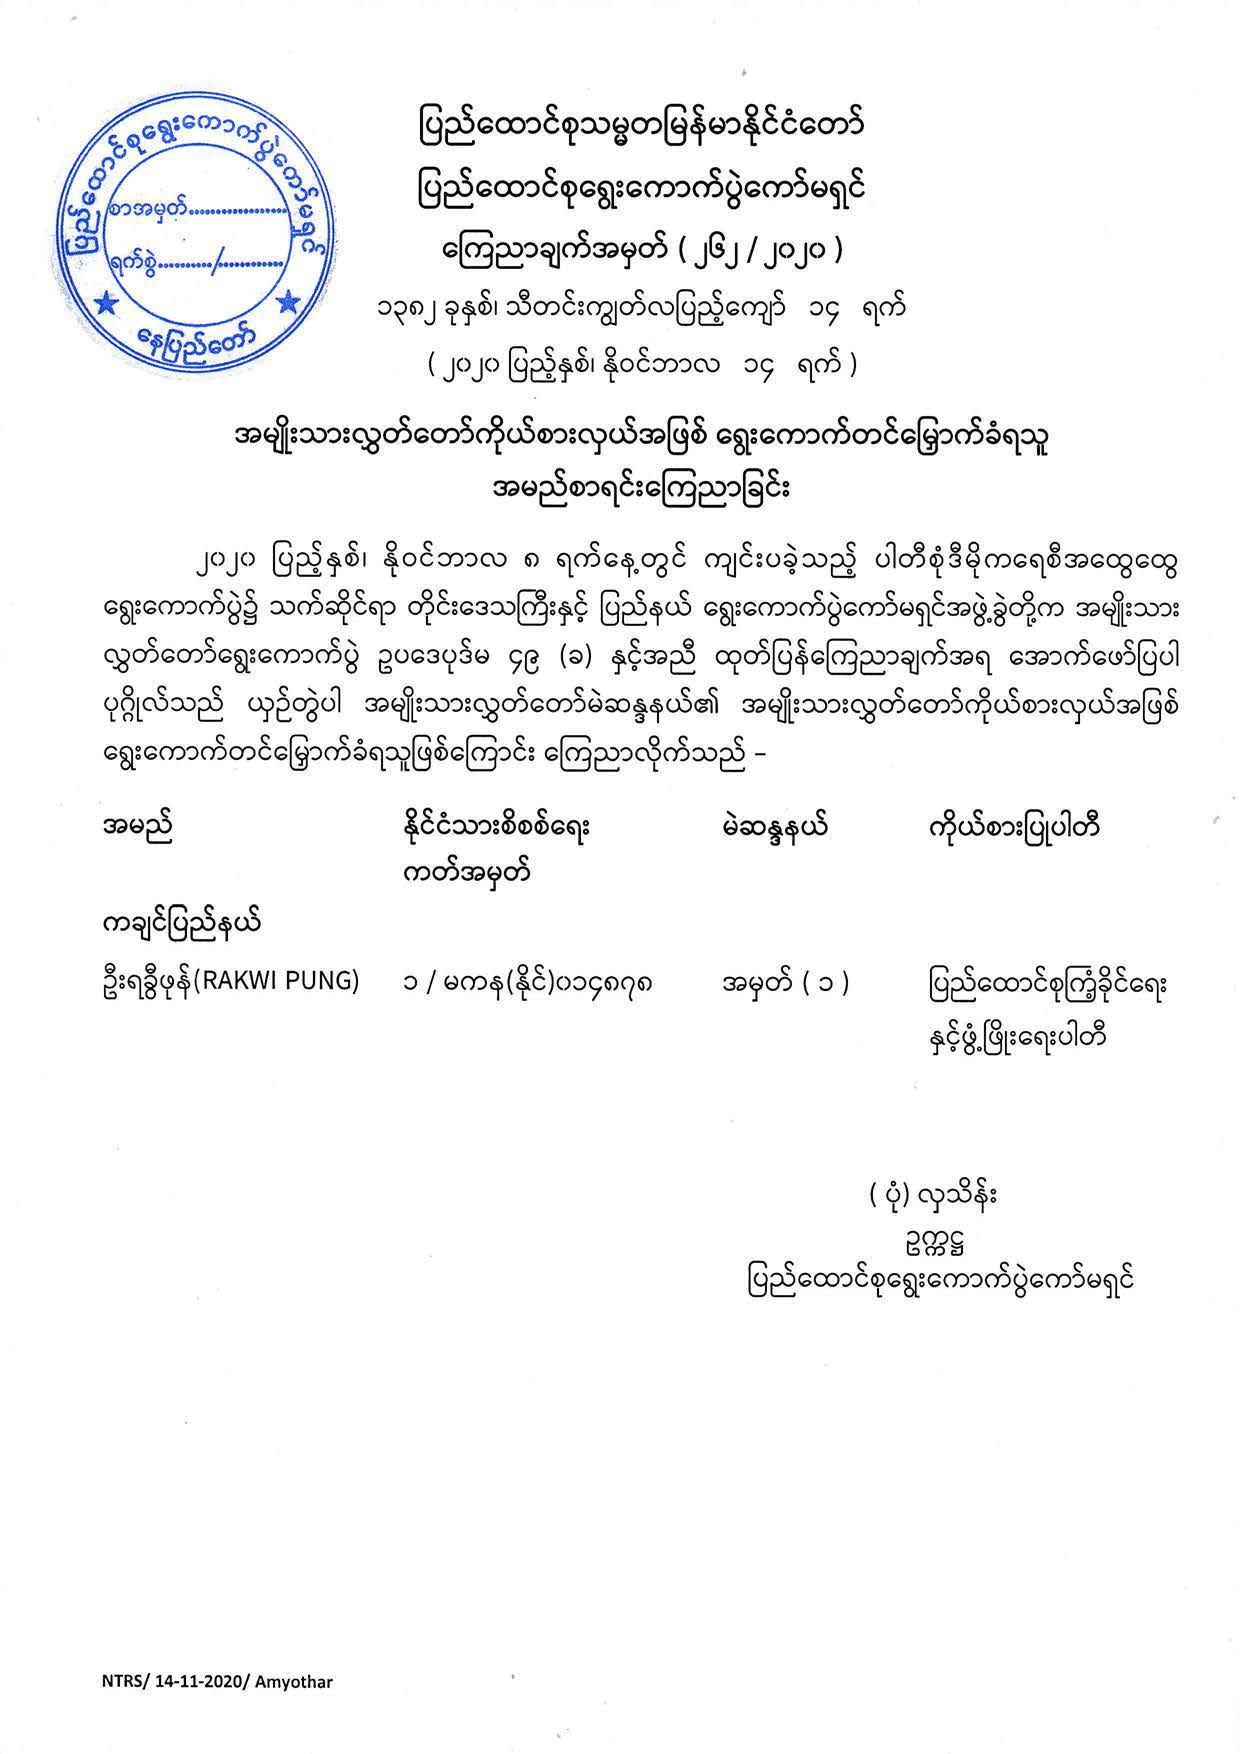 ပြည်ထောင်စုရွေးကောက်ပွဲကော်မရှင်
စာအမှတ်....................
ရက်စွဲ........../............
နေပြည်တော်
ပြည်ထောင်စုသမ္မတမြန်မာနိုင်ငံတော်
ပြည်ထောင်စုရွေးကောက်ပွဲကော်မရှင်
ကြေညာချက်အမှတ် ( ၂၆၂ / ၂၀၂၀ )
၁၃၈၂ ခုနှစ်၊ သီတင်းကျွတ်လပြည့်ကျော် ၁၄ ရက်
( ၂၀၂၀ ပြည့်နှစ်၊ နိုဝင်ဘာလ ၁၄ ရက် )
အမျိုးသားလွှတ်တော်ကိုယ်စားလှယ်အဖြစ် ရွေးကောက်တင်မြှောက်ခံရသူ
အမည်စာရင်းကြေညာခြင်း
၂၀၂၀ ပြည့်နှစ်၊ နိုဝင်ဘာလ ၈ ရက်နေ့တွင် ကျင်းပခဲ့သည့် ပါတီစုံဒီမိုကရေစီအထွေထွေ
ရွေးကောက်ပွဲ၌ သက်ဆိုင်ရာ တိုင်းဒေသကြီးနှင့် ပြည်နယ် ရွေးကောက်ပွဲကော်မရှင်အဖွဲ့ခွဲတို့က အမျိုးသား
လွှတ်တော်ရွေးကောက်ပွဲ ဥပဒေပုဒ်မ ၄၉ (ခ) နှင့်အညီ ထုတ်ပြန်ကြေညာချက်အရ အောက်ဖော်ပြပါ
ပုဂ္ဂိုလ်သည် ယှဉ်တွဲပါ အမျိုးသားလွှတ်တော်မဲဆန္ဒနယ်၏ အမျိုးသားလွှတ်တော်ကိုယ်စားလှယ်အဖြစ်
ရွေးကောက်တင်မြှောက်ခံရသူဖြစ်ကြောင်း ကြေညာလိုက်သည် –
အမည် နိုင်ငံသားစိစစ်ရေး မဲဆန္ဒနယ် ကိုယ်စားပြုပါတီ
ကတ်အမှတ်
ကချင်ပြည်နယ်
ဦးရခွီဖုန်(RAKWI PUNG) ၁ / မကန(နိုင်)၀၁၄၈၇၈ အမှတ် ( ၁ ) ပြည်ထောင်စုကြံ့ခိုင်ရေး
နှင့်ဖွံ့ဖြိုးရေးပါတီ
( ပုံ) လှသိန်း
ဥက္ကဋ္ဌ
ပြည်ထောင်စုရွေးကောက်ပွဲကော်မရှင်
NTRS/ 14-11-2020/ Amyothar